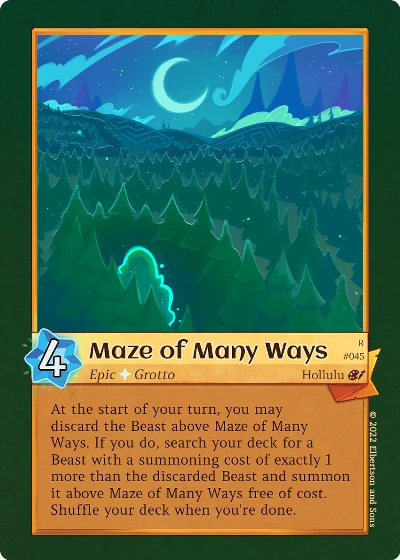 4
Maze of Many Ways
R
#045
Epic Grotto
Hollulu
At the start of your turn, you may
discard the Beast above Maze of Many
Ways. If you do, search your deck for a
Beast with a summoning cost of exactly 1
more than the discarded Beast and summon
it above Maze of Many Ways free of cost.
Shuffle your deck when you're done.
© 2022 Elbertson and Sons